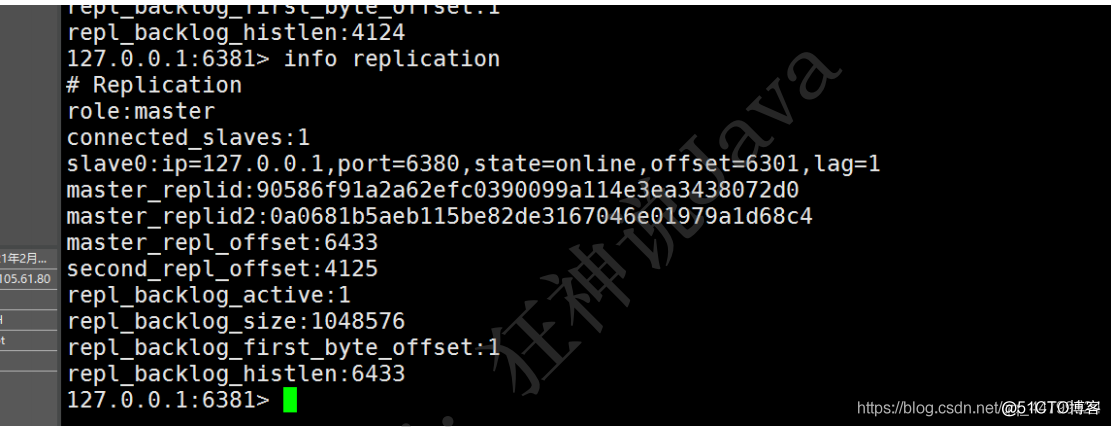 repl_backlog_first_byte_offset:1
repl_backlog_histlen:4124
127.0.0.1:6381> info replication
# Replication
role:master
connected_slaves:1
slave0:ip=127.0.0.1,port=6380,state=online,offset=6301,lag=1
master_replid:90586f91a2a62efc0390099a114e3ea3438072d0
master_replid2:0a0681b5aeb115be82de3167046e01979a1d68c4
master_repl_offset:6433
second_repl_offset:4125
repl_backlog_active:1
repl_backlog_size:1048576
repl_backlog_first_byte_offset:1
repl_backlog_histlen:6433
127.0.0.1:6381>
1年2月...
105.61.80
狂神说Java
https://blog.csdn.net/
@51CTO博客